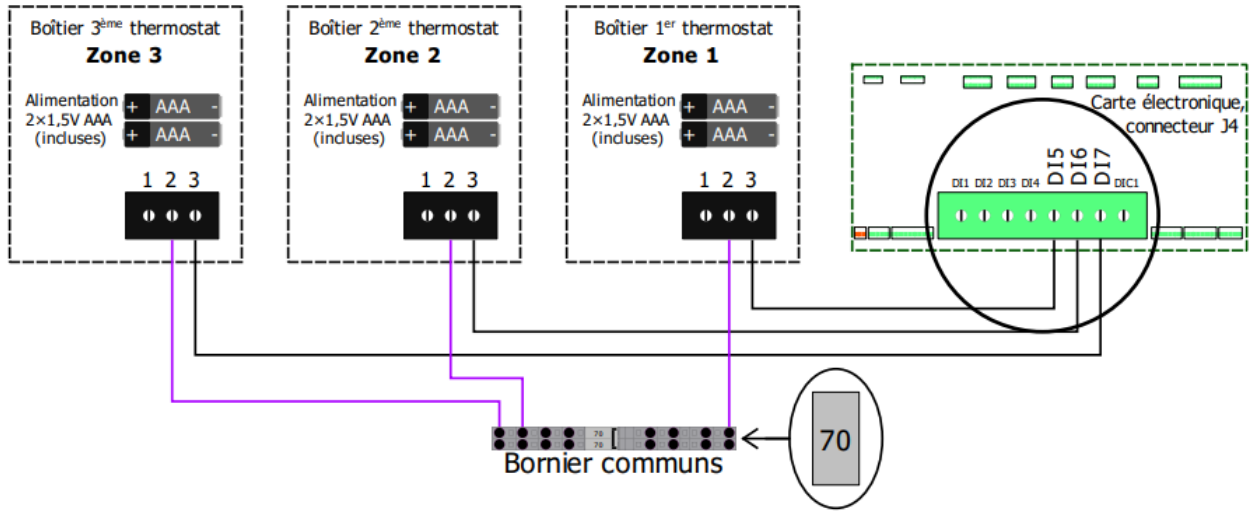 Boîtier 3ème thermostat
Zone 3
Alimentation
2×1,5V AAA
(incluses)
+ AAA -
+ AAA -
1 2 3
Boîtier 2ème thermostat
Zone 2
Alimentation
2×1,5V AAA
(incluses)
+ AAA -
+ AAA -
1 2 3
Boîtier 1er thermostat
Zone 1
Alimentation
2×1,5V AAA
(incluses)
+ AAA -
+ AAA -
1 2 3
Carte électronique,
connecteur J4
DI1 DI2 DI3 DI4 DI5 DI6 DI7 DIC1
70
70
70
Bornier communs